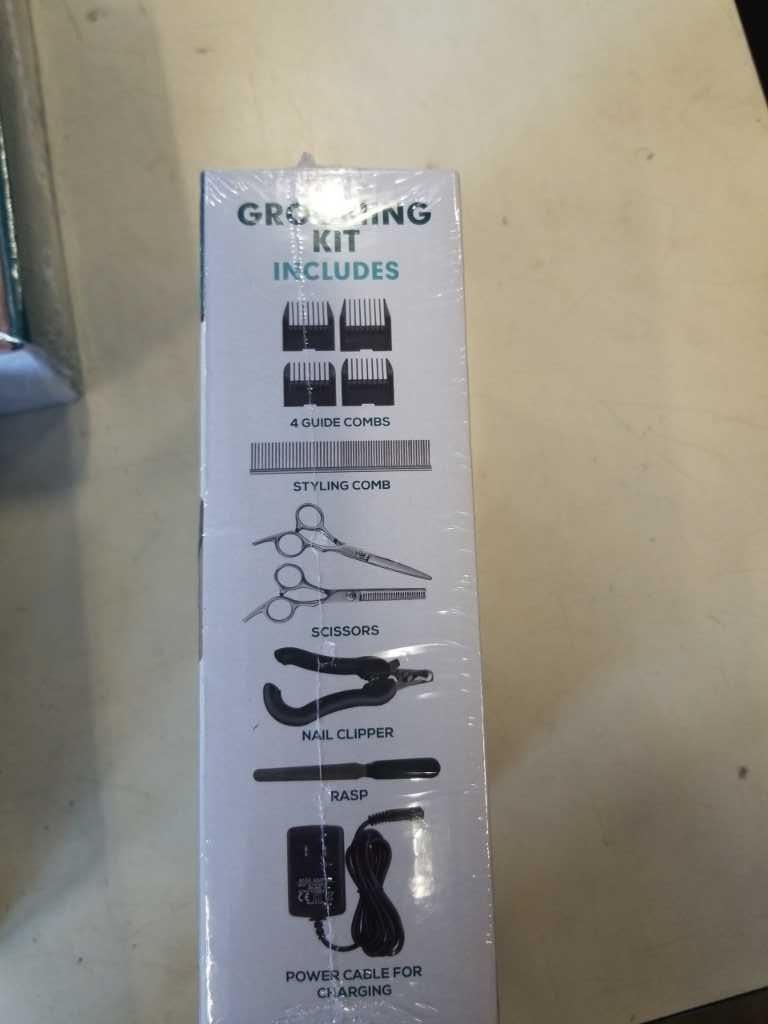 GROOMING
KIT
INCLUDES
4 GUIDE COMBS
STYLING COMB
SCISSORS
NAIL CLIPPER
RASP
POWER CABLE FOR
CHARGING